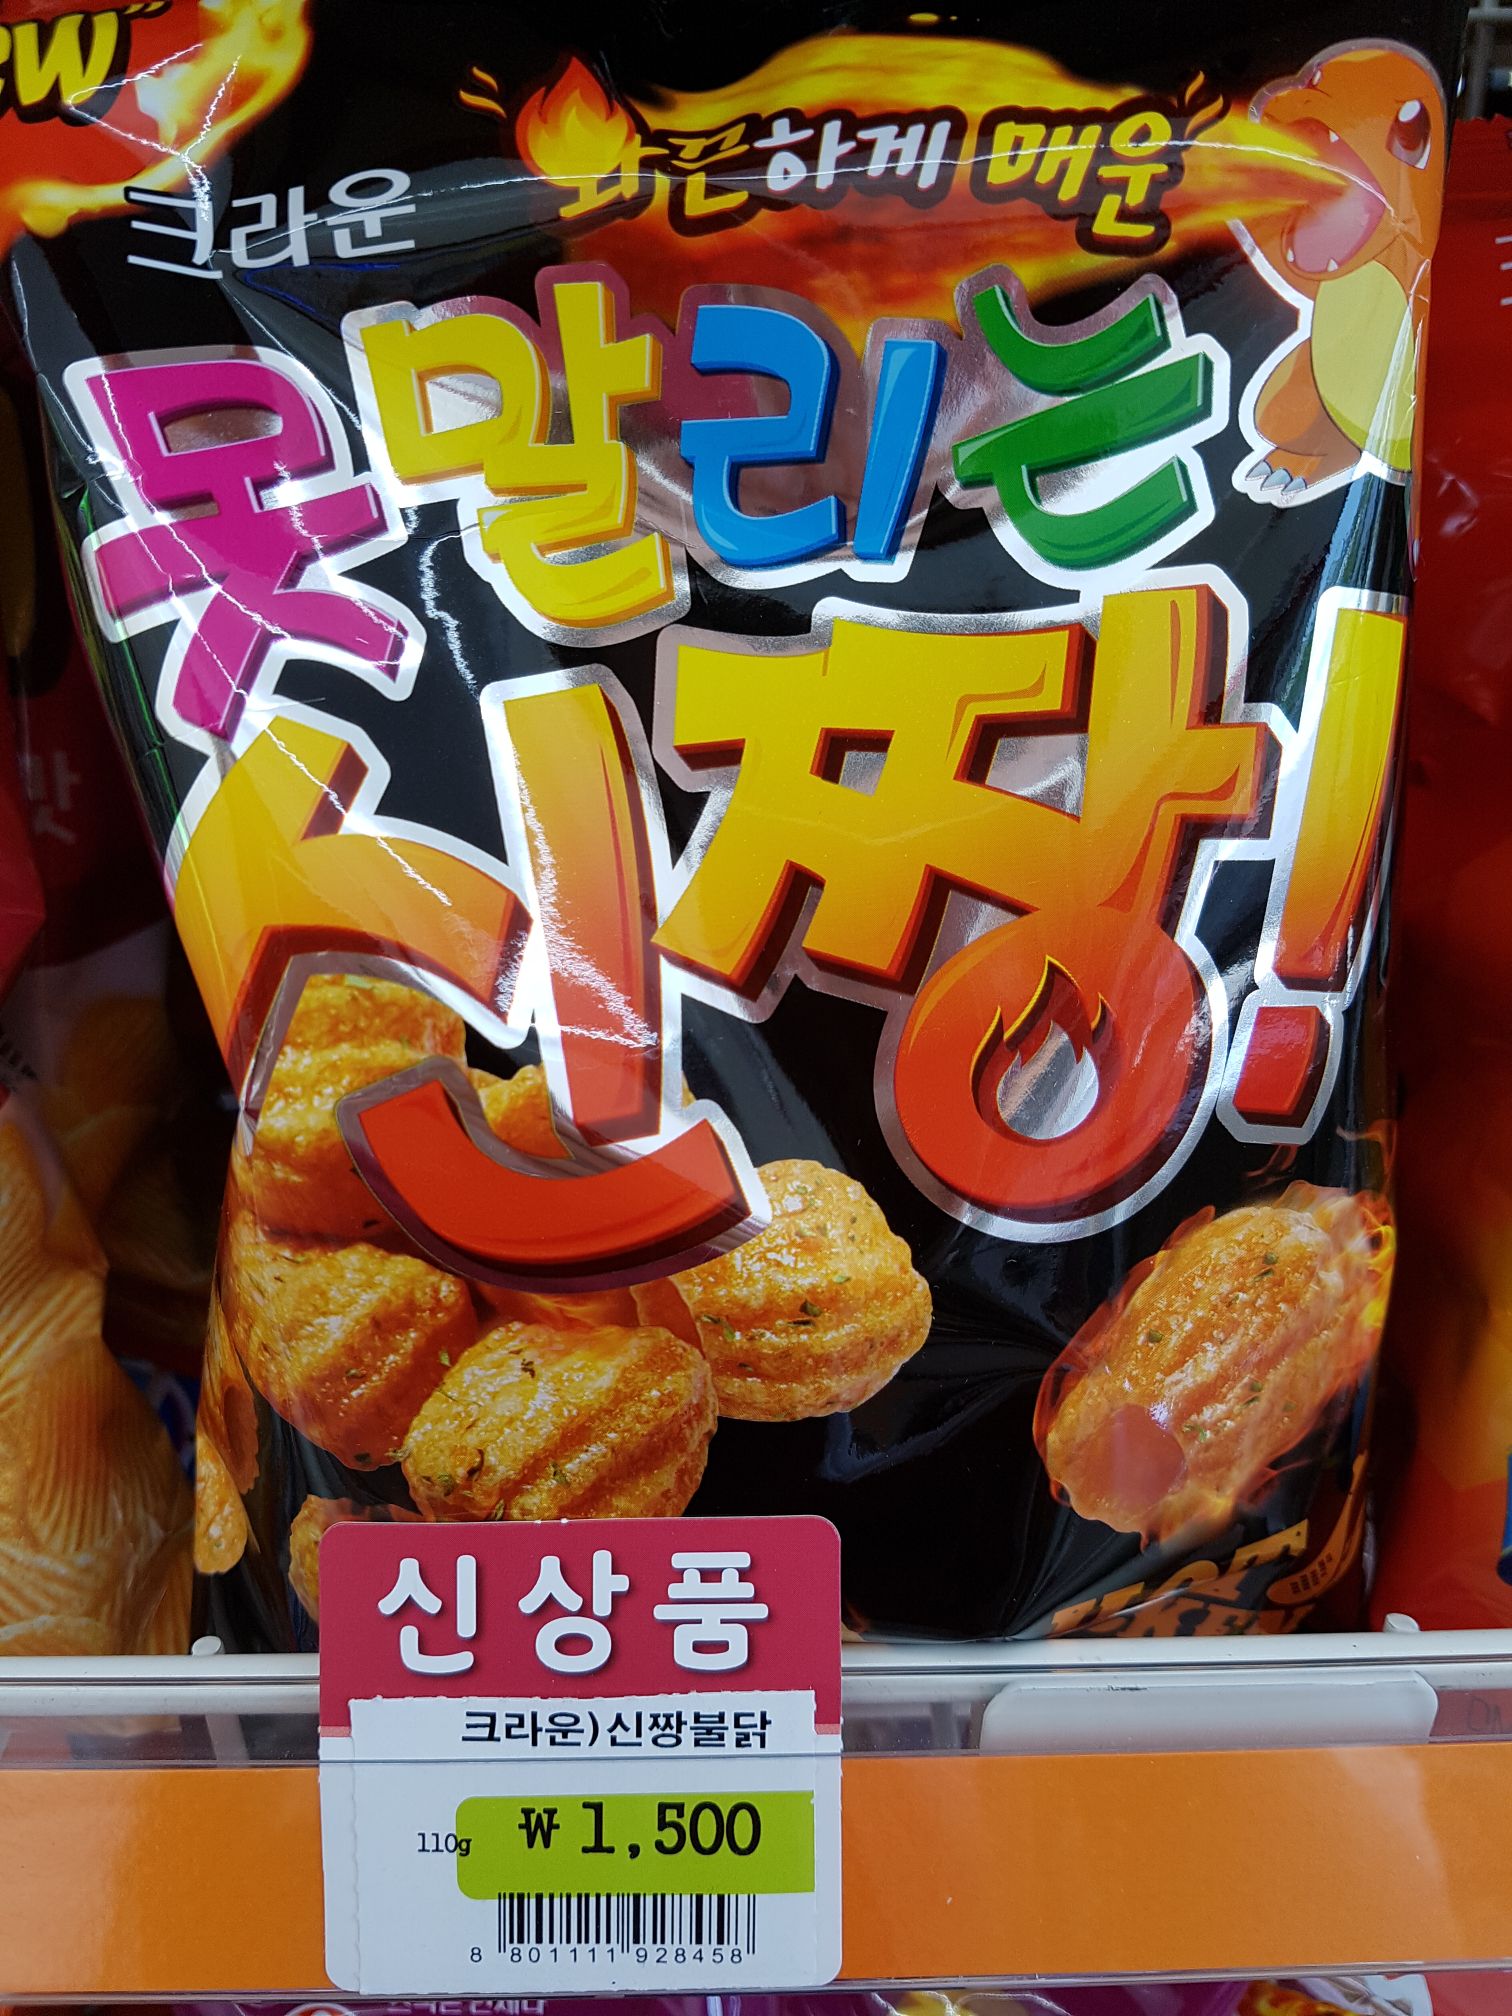 크라운
화끈하게 매운
못말리는
신짱!
HOT
신상품
크라운)신짱불닭
110g
₩1,500
8 801111 928458